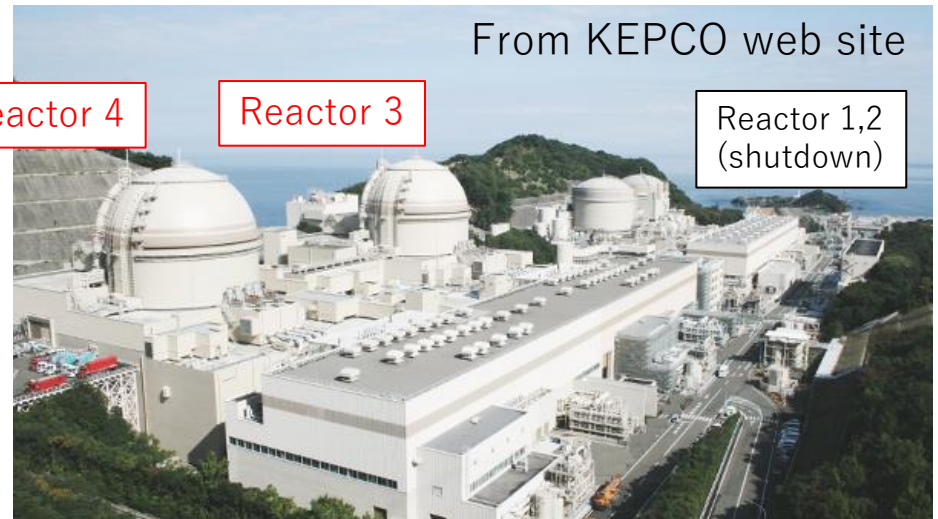 From KEPCO web site
eactor 4
Reactor 3
Reactor 1,2
(shutdown)